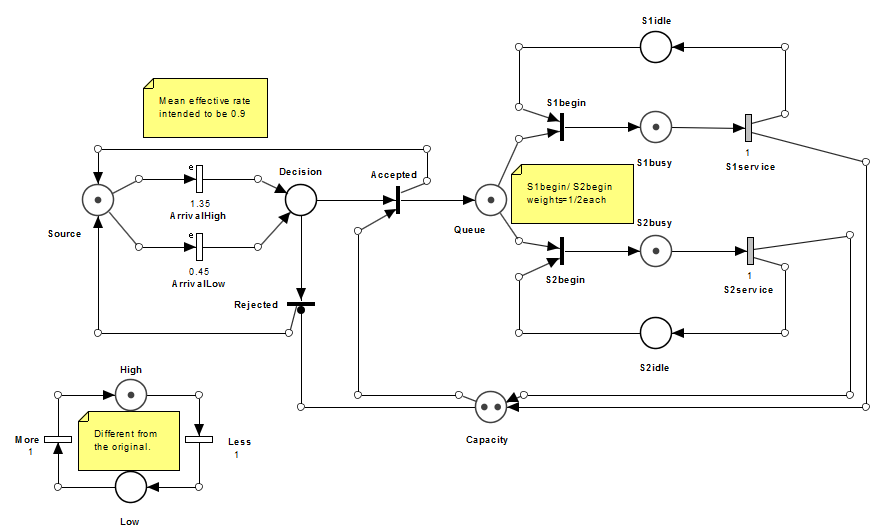 S1idle
Mean effective rate
intended to be 0.9
S1begin
S1busy
1
S1service
e
1.35
ArrivalHigh
Decision
Accepted
Source
Queue
S1begin/ S2begin
weights=1/2each
e
0.45
ArrivalLow
S2busy
S2begin
1
S2service
Rejected
S2idle
High
Capacity
More
1
Different from
the original.
Less
1
Low